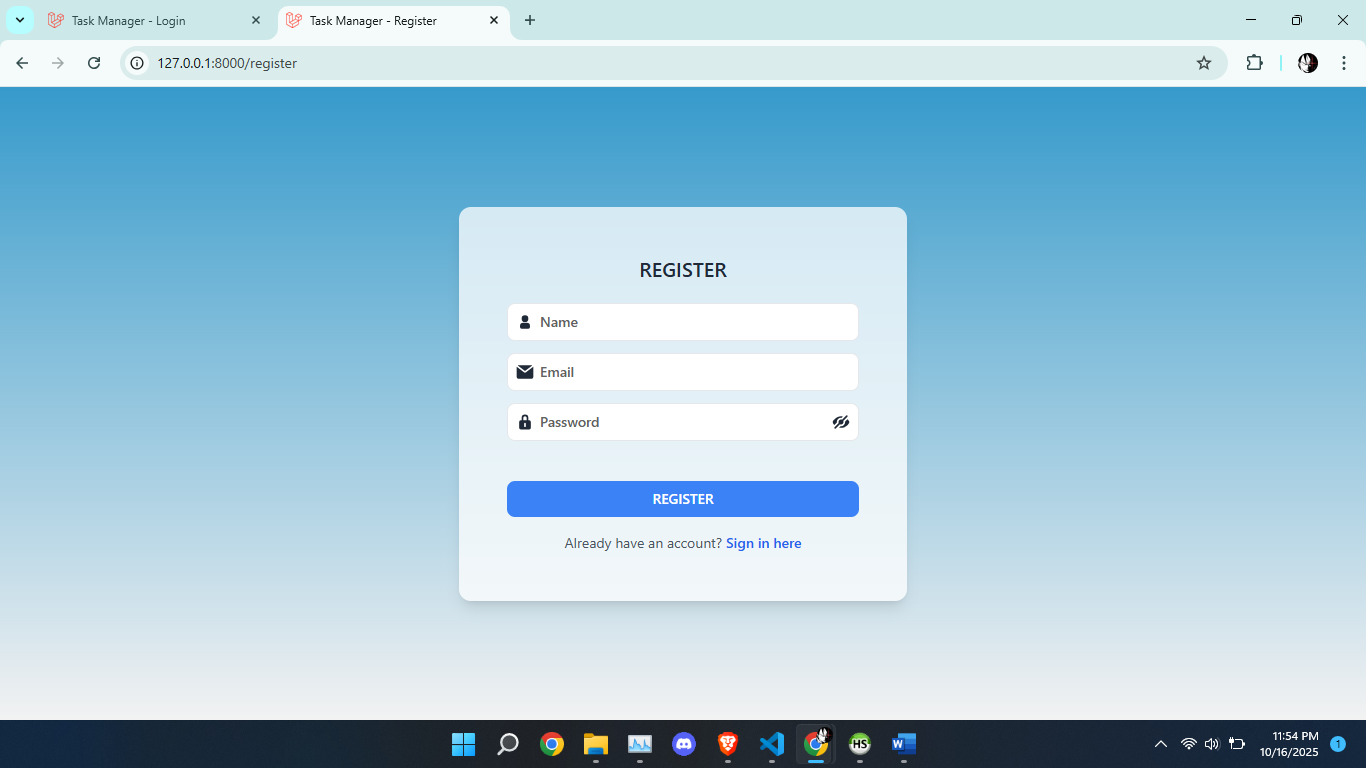 Task Manager - Login
Task Manager - Register
127.0.0.1:8000/register
REGISTER
Name
Email
Password
REGISTER
Already have an account? Sign in here
HS
W
11:54 PM
10/16/2025
1